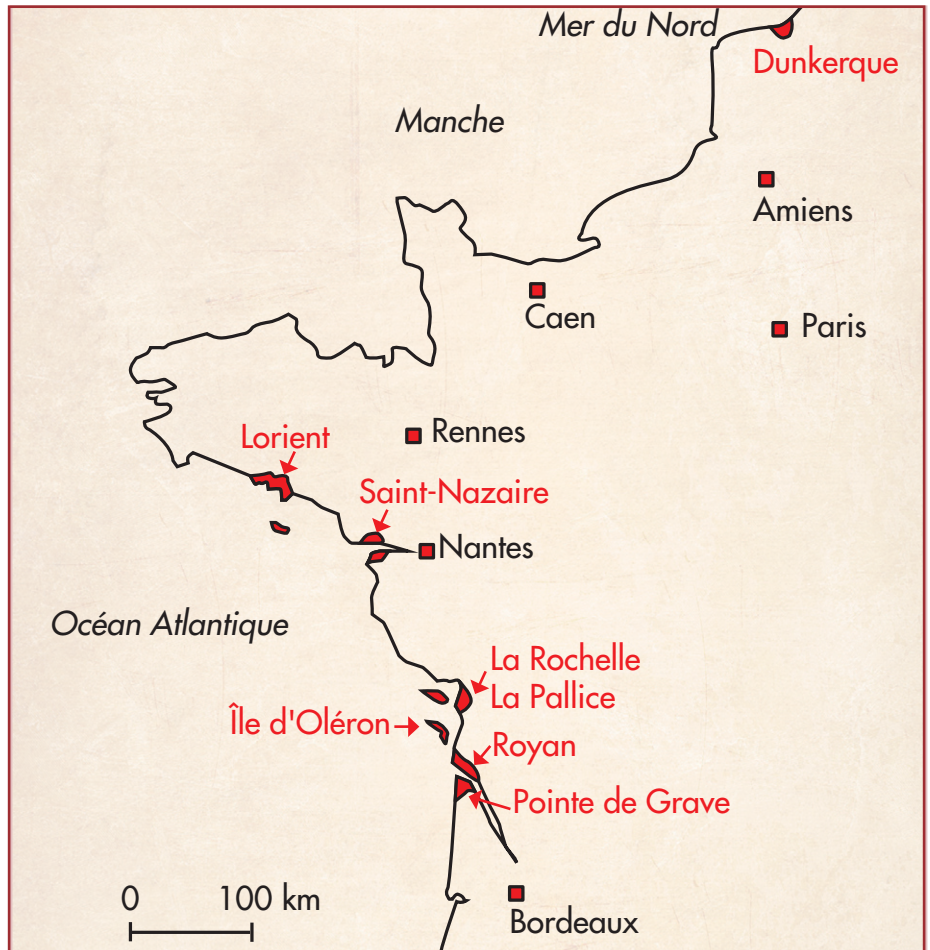 Mer du Nord
Dunkerque
Manche
Amiens
Caen
Paris
Lorient
Rennes
Saint-Nazaire
Nantes
Océan Atlantique
La Rochelle
La Pallice
Île d'Oléron
Royan
Pointe de Grave
0 100 km
Bordeaux